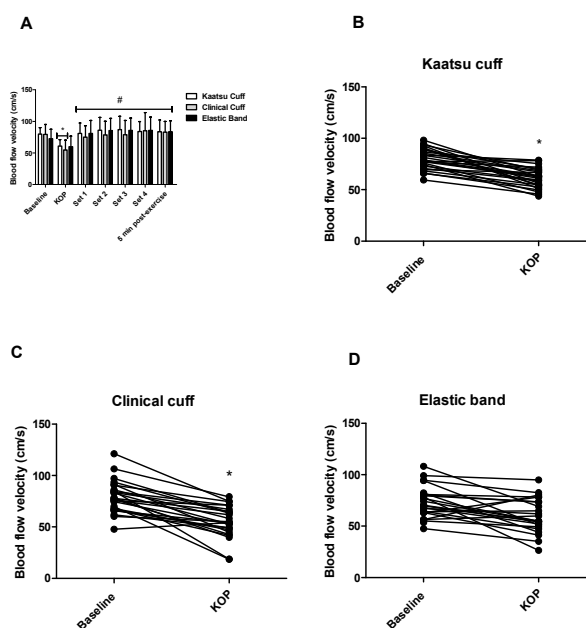 A
Blood flow velocity (cm/s)
150
100
50
0
#
*
Kaatsu Cuff
Clinical Cuff
Elastic Band
Baseline
KOP
Set 1
Set 2
Set 3
Set 4
5 min post-exercise
B
Kaatsu cuff
Blood flow velocity (cm/s)
150
100
50
0
*
Baseline
KOP
C
Clinical cuff
Blood flow velocity (cm/s)
150
100
50
0
*
Baseline
KOP
D
Elastic band
Blood flow velocity (cm/s)
150
100
50
0
Baseline
KOP